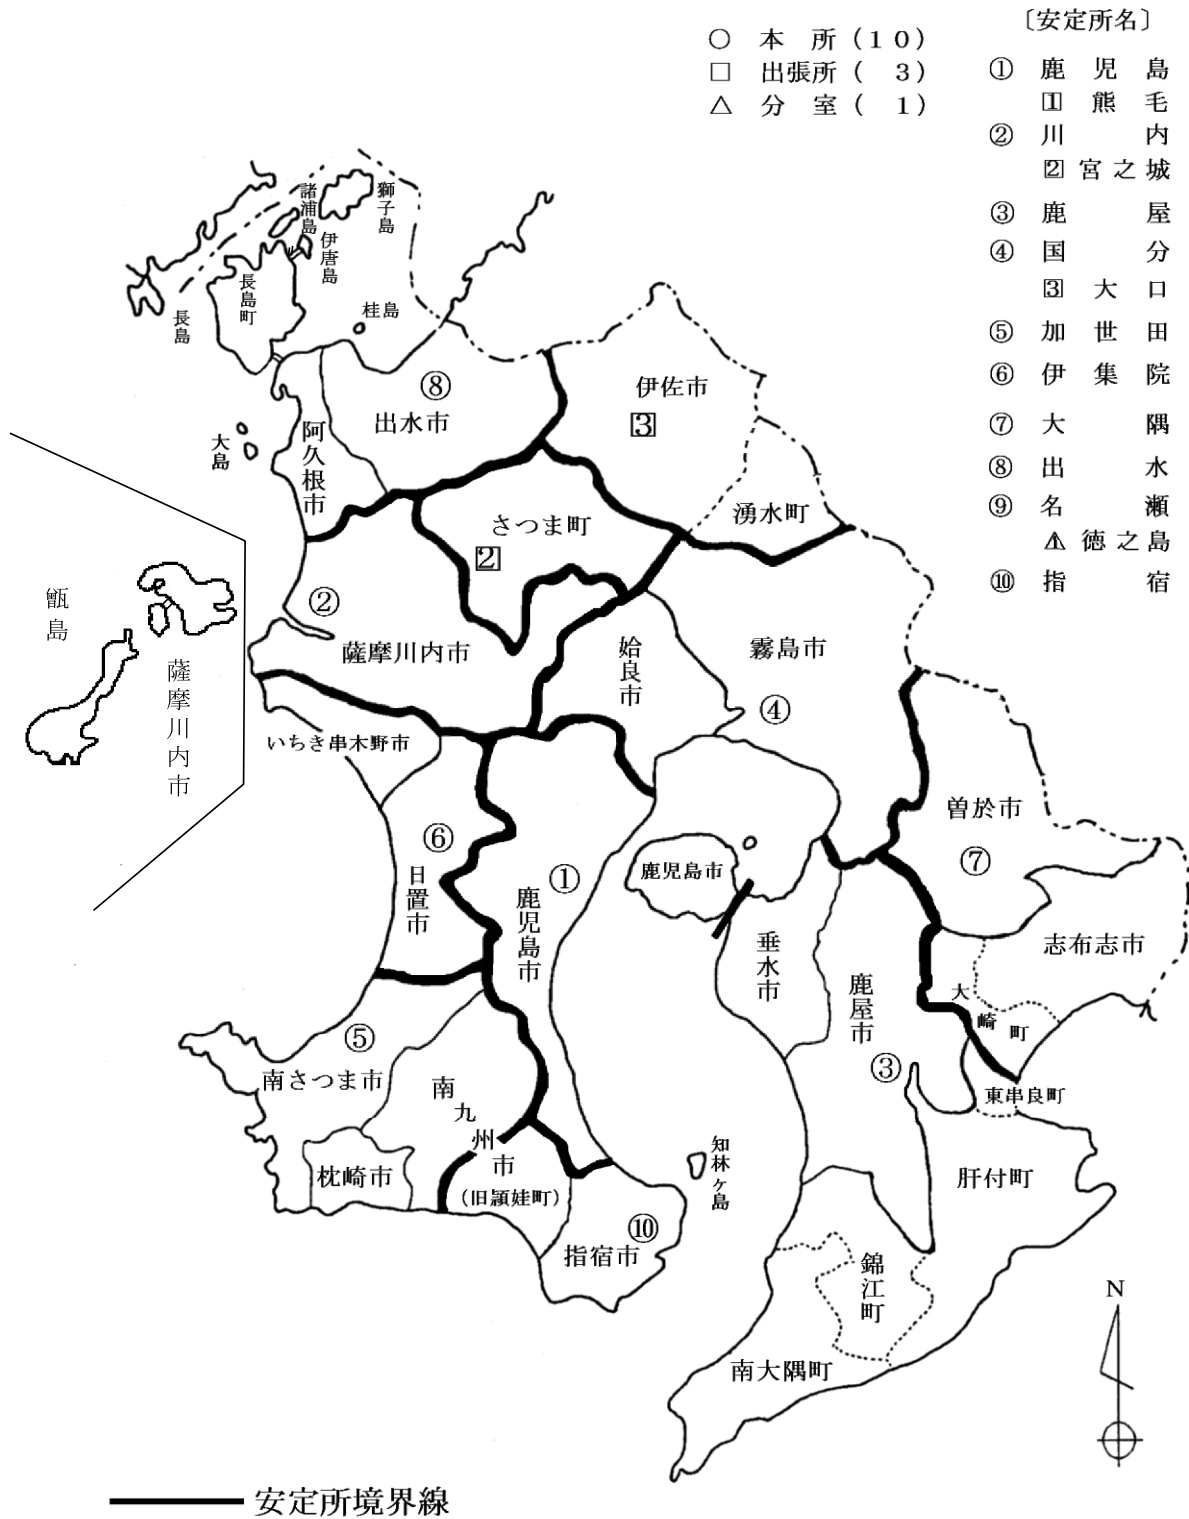 〔安定所名〕
○ 本 所 (10)
□ 出張所 ( 3)
△ 分 室 ( 1)
① 鹿児島
1 熊毛
② 川内
2 宮之城
③ 鹿屋
④ 国分
3 大口
⑤ 加世田
⑥ 伊集院
⑦ 大隅
⑧ 出水
⑨ 名瀬
1 徳之島
⑩ 指宿
獅子島
諸浦島
伊唐島
長島町
長島
桂島
⑧
出水市
阿久根市
大島
伊佐市
3
湧水町
さつま町
2
②
薩摩川内市
甑島
薩摩川内市
姶良市
霧島市
④
いちき串木野市
⑥
日置市
①
鹿児島市
鹿児島市
曽於市
⑦
志布志市
垂水市
鹿屋市
③
大崎町
東串良町
⑤
南さつま市
南九州市
(旧頴娃町)
枕崎市
知林ヶ島
⑩
指宿市
肝付町
錦江町
南大隅町
N
安定所境界線